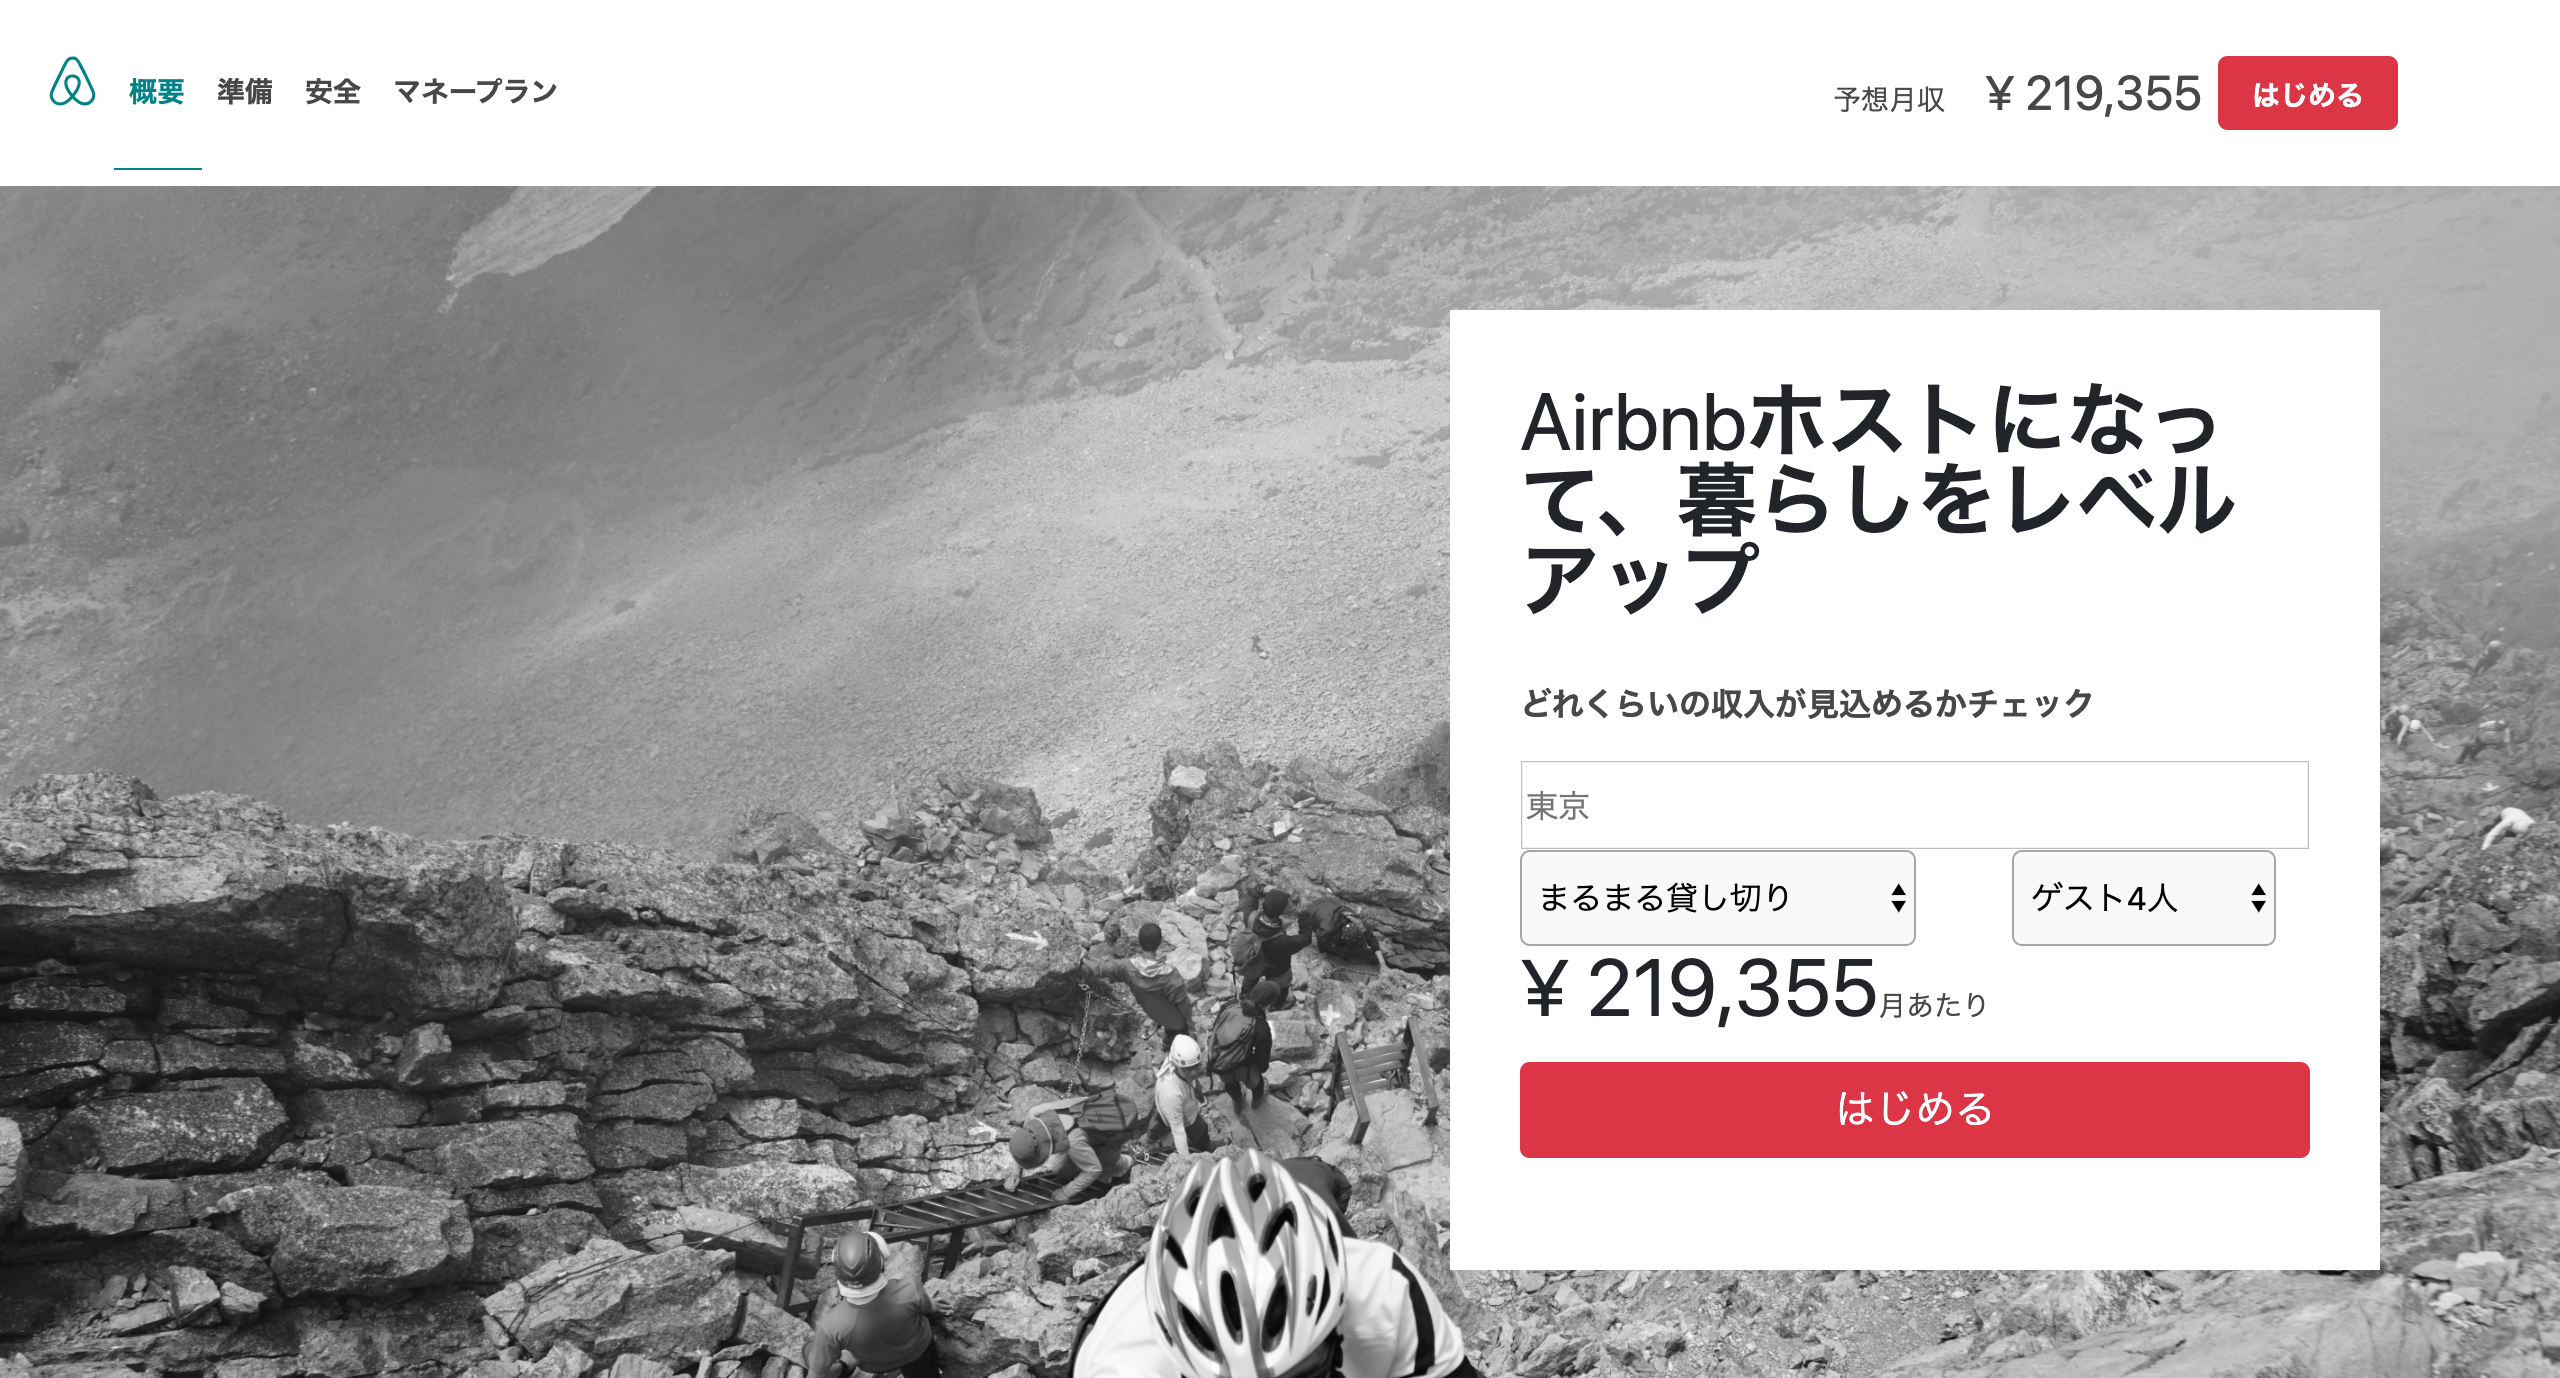 概要 準備 安全 マネープラン 予想月収 ¥ 219,355 はじめる
Airbnbホストになっ
て、暮らしをレベル
アップ
どれくらいの収入が見込めるかチェック
東京
まるまる貸し切り ゲスト4人
¥ 219,355月あたり
はじめる